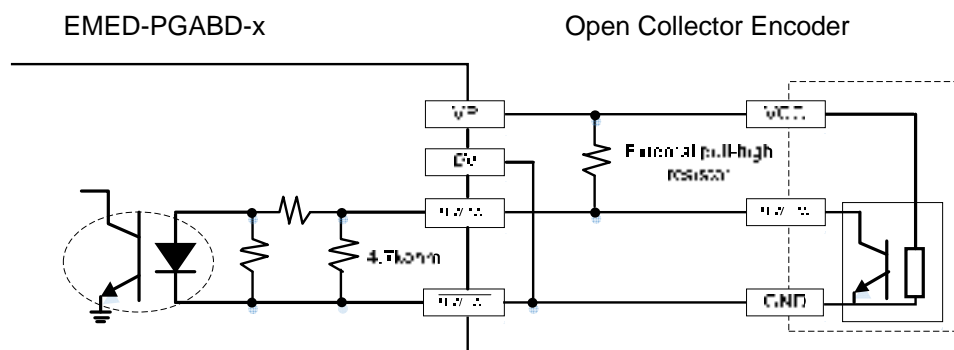 EMED-PGABD-x
Open Collector Encoder
VP
VCC
0V
External pull-high
resistor
4.7kohm
GND